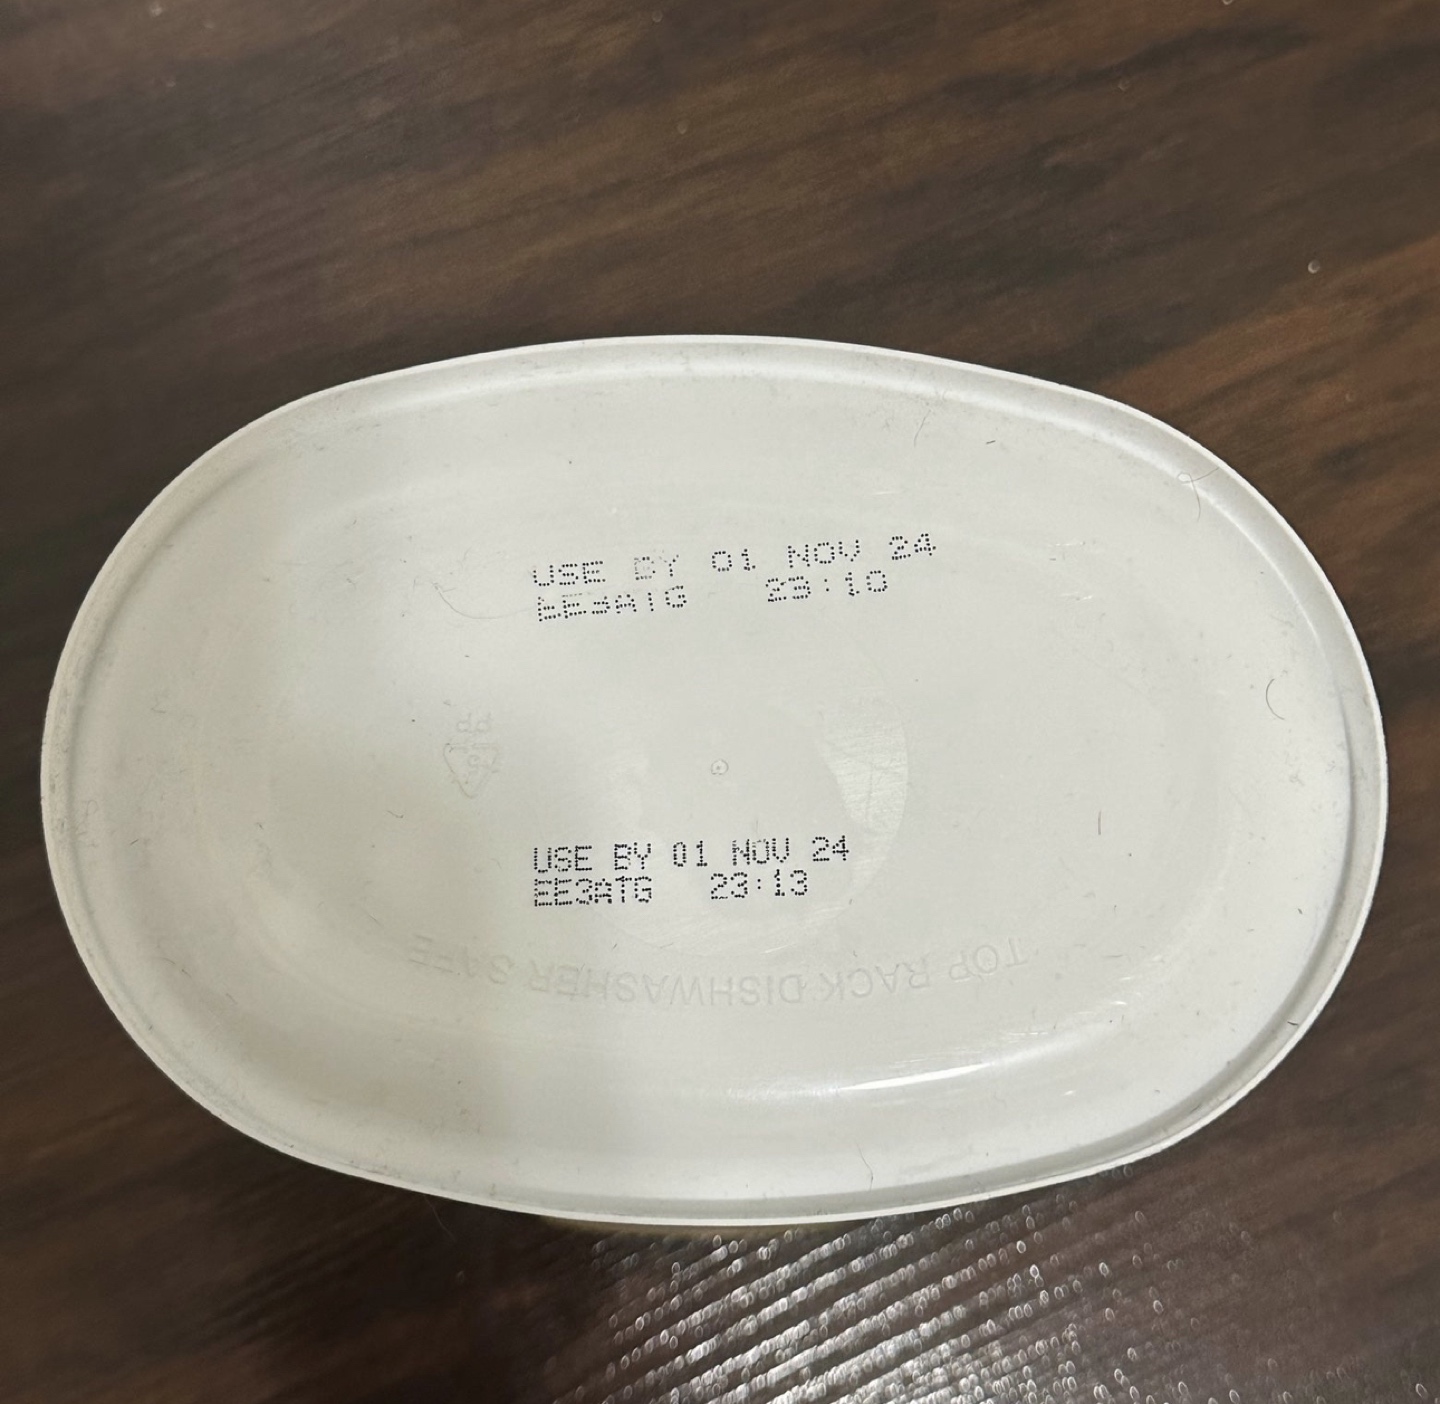 USE BY 01 NOV 24
EE3ATG 23:10
PP
USE BY 01 NOV 24
EE3ATG 23:13
TOP RACK DISHWASHER SAFE